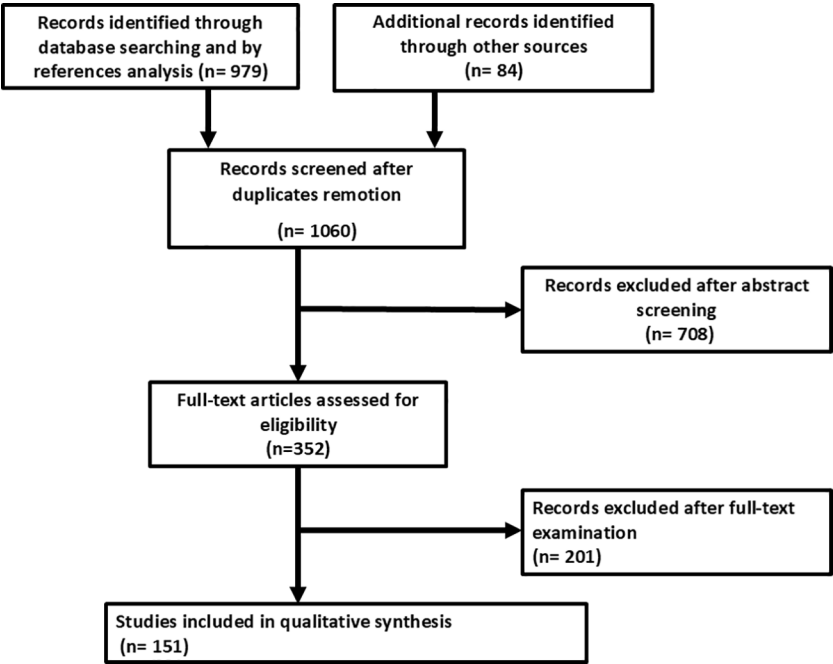 Records identified through
database searching and by
references analysis (n= 979)
Additional records identified
through other sources
(n= 84)
Records screened after
duplicates remotion
(n= 1060)
Records excluded after abstract
screening
(n= 708)
Full-text articles assessed for
eligibility
(n=352)
Records excluded after full-text
examination
(n= 201)
Studies included in qualitative synthesis
(n= 151)